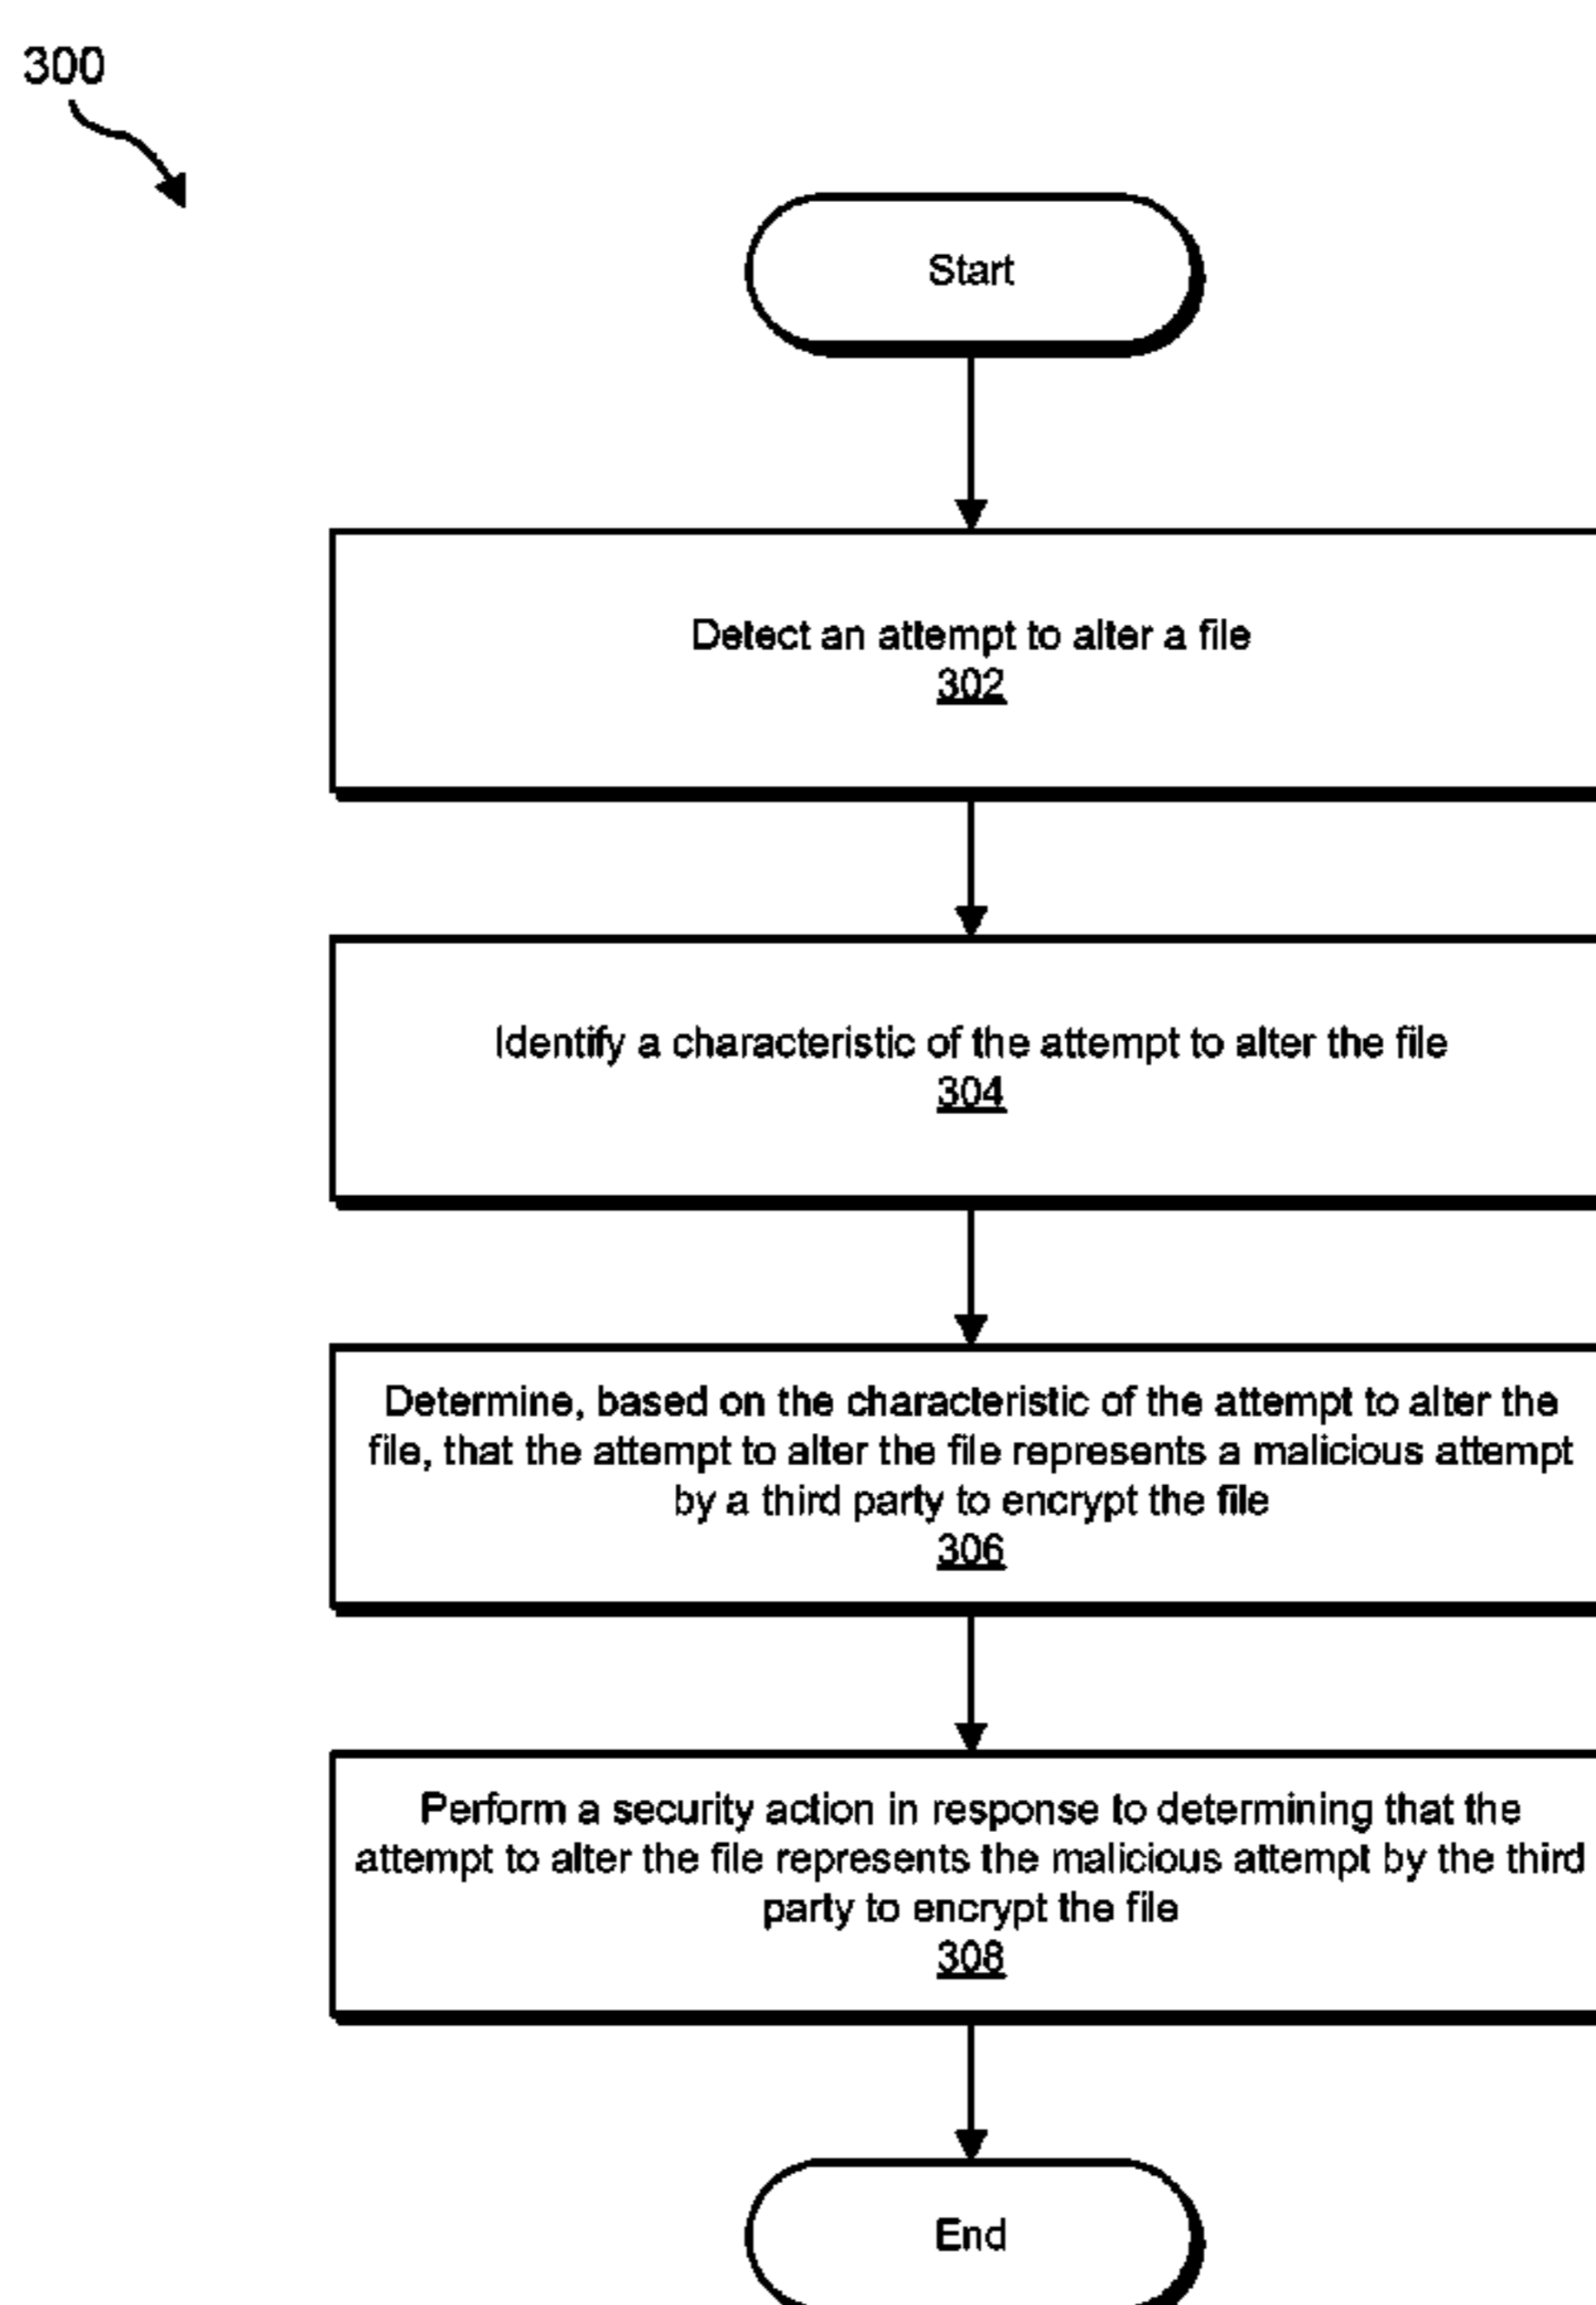 300
Start
Detect an attempt to alter a file
302
Identify a characteristic of the attempt to alter the file
304
Determine, based on the characteristic of the attempt to alter the
file, that the attempt to alter the file represents a malicious attempt
by a third party to encrypt the file
306
Perform a security action in response to determining that the
attempt to alter the file represents the malicious attempt by the third
party to encrypt the file
308
End